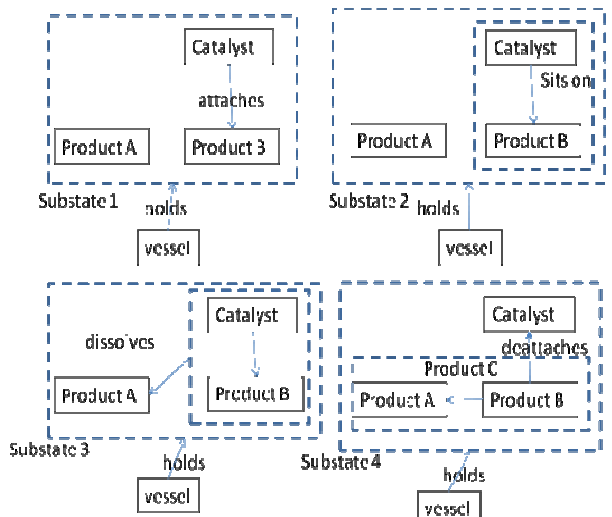 Catalyst
attaches
Product A
Product B
Substate 1
holds
vessel
Catalyst
Sits on
Product A
Product B
Substate 2
holds
vessel
Catalyst
dissolves
Product A
Product B
Substate 3
holds
vessel
Catalyst
deattaches
Product C
Product A
Product B
Substate 4
holds
vessel